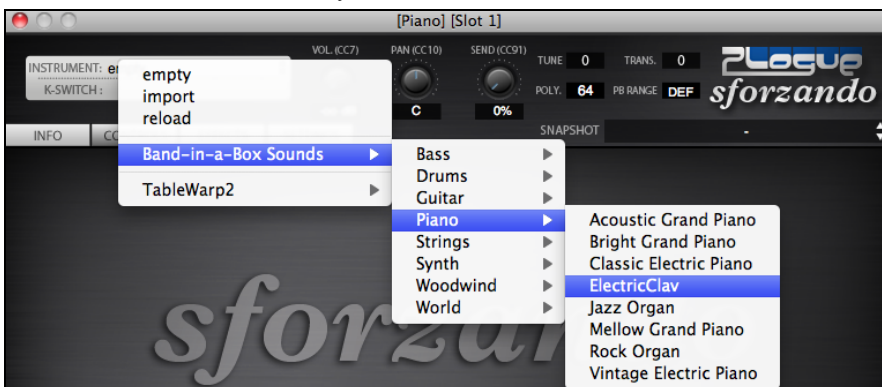 [Piano] [Slot 1]
VOL. (CC7) PAN (CC10) SEND (CC91)
INSTRUMENT: e
K-SWITCH :
C 0%
TUNE 0 TRANS. 0
POLY. 64 PB RANGE DEF
Plogue
sforzando
INFO CO
SNAPSHOT -
empty
import
reload
Band-in-a-Box Sounds
TableWarp2
Bass
Drums
Guitar
Piano
Strings
Synth
Woodwind
World
Acoustic Grand Piano
Bright Grand Piano
Classic Electric Piano
ElectricClav
Jazz Organ
Mellow Grand Piano
Rock Organ
Vintage Electric Piano
sforzando